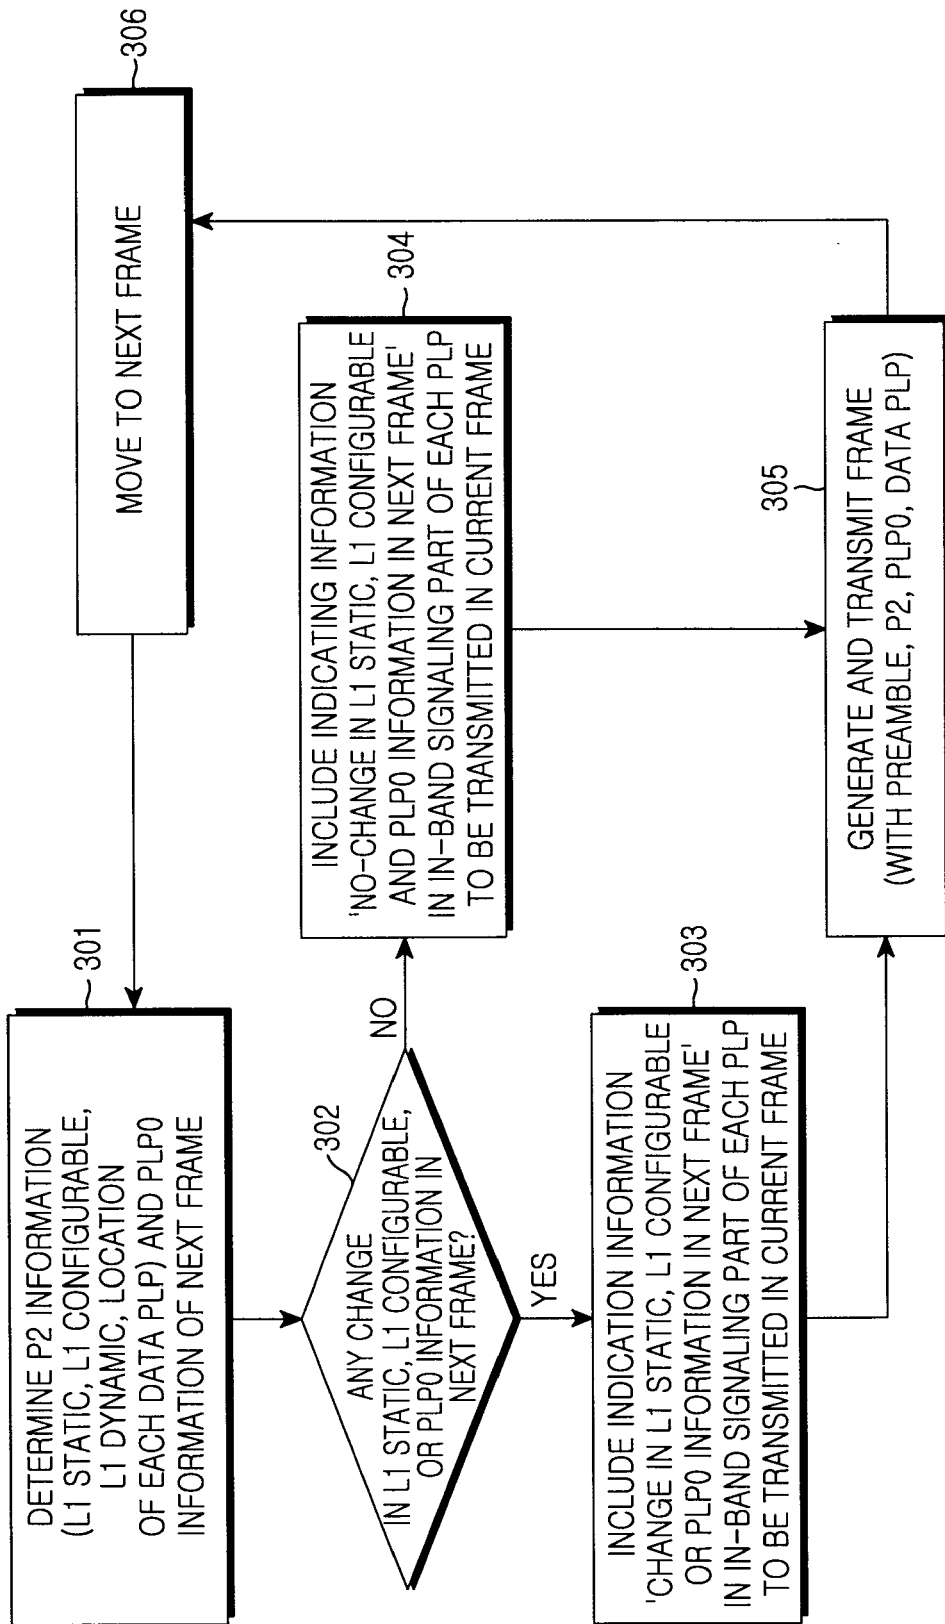 DETERMINE P2 INFORMATION
(L1 STATIC, L1 CONFIGURABLE,
L1 DYNAMIC, LOCATION
OF EACH DATA PLP) AND PLP0
INFORMATION OF NEXT FRAME
301
ANY CHANGE
IN L1 STATIC, L1 CONFIGURABLE,
OR PLP0 INFORMATION IN
NEXT FRAME?
302
NO
YES
INCLUDE INDICATION INFORMATION
'CHANGE IN L1 STATIC, L1 CONFIGURABLE
OR PLP0 INFORMATION IN NEXT FRAME'
IN IN-BAND SIGNALING PART OF EACH PLP
TO BE TRANSMITTED IN CURRENT FRAME
303
INCLUDE INDICATING INFORMATION
'NO-CHANGE IN L1 STATIC, L1 CONFIGURABLE
AND PLP0 INFORMATION IN NEXT FRAME'
IN IN-BAND SIGNALING PART OF EACH PLP
TO BE TRANSMITTED IN CURRENT FRAME
304
GENERATE AND TRANSMIT FRAME
(WITH PREAMBLE, P2, PLP0, DATA PLP)
305
MOVE TO NEXT FRAME
306